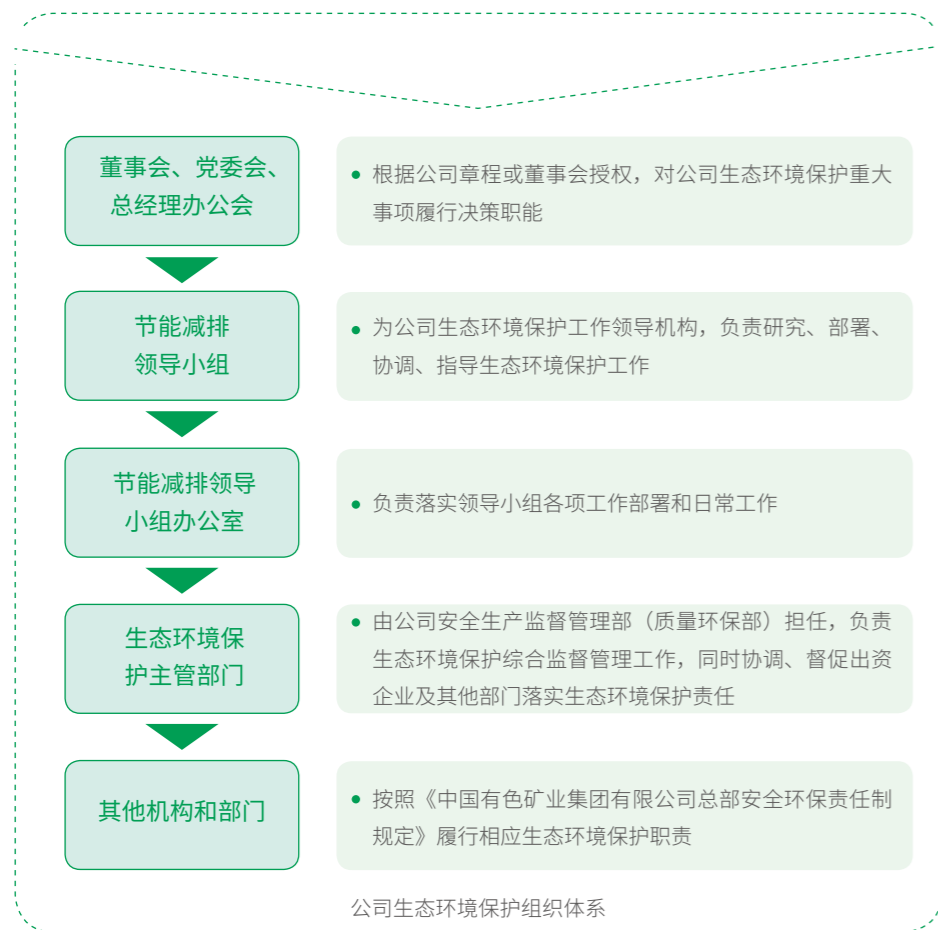 董事会、党委会、
总经理办公会
• 根据公司章程或董事会授权，对公司生态环境保护重大
事项履行决策职能
节能减排
领导小组
• 为公司生态环境保护工作领导机构，负责研究、部署、
协调、指导生态环境保护工作
节能减排领导
小组办公室
• 负责落实领导小组各项工作部署和日常工作
生态环境保
护主管部门
• 由公司安全生产监督管理部（质量环保部）担任，负责
生态环境保护综合监督管理工作，同时协调、督促出资
企业及其他部门落实生态环境保护责任
其他机构和部门
• 按照《中国有色矿业集团有限公司总部安全环保责任制
规定》履行相应生态环境保护职责
公司生态环境保护组织体系